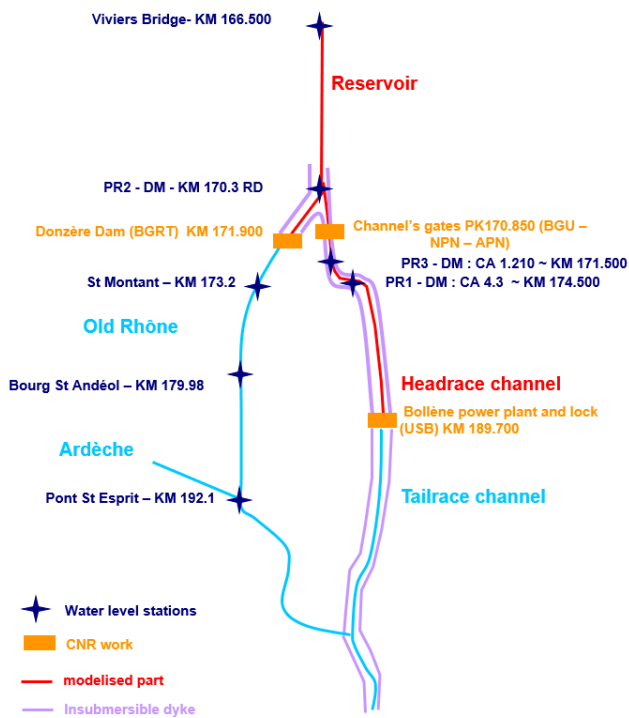 Viviers Bridge- KM 166.500
Reservoir
PR2 - DM - KM 170.3 RD
Donzère Dam (BGRT) KM 171.900
Channel's gates PK170.850 (BGU –
NPN – APN)
PR3 - DM : CA 1.210 ~ KM 171.500
St Montant – KM 173.2
PR1 - DM : CA 4.3 ~ KM 174.500
Old Rhône
Bourg St Andéol – KM 179.98
Headrace channel
Bollène power plant and lock
(USB) KM 189.700
Ardèche
Pont St Esprit – KM 192.1
Tailrace channel
Water level stations
CNR work
modelised part
Insubmersible dyke